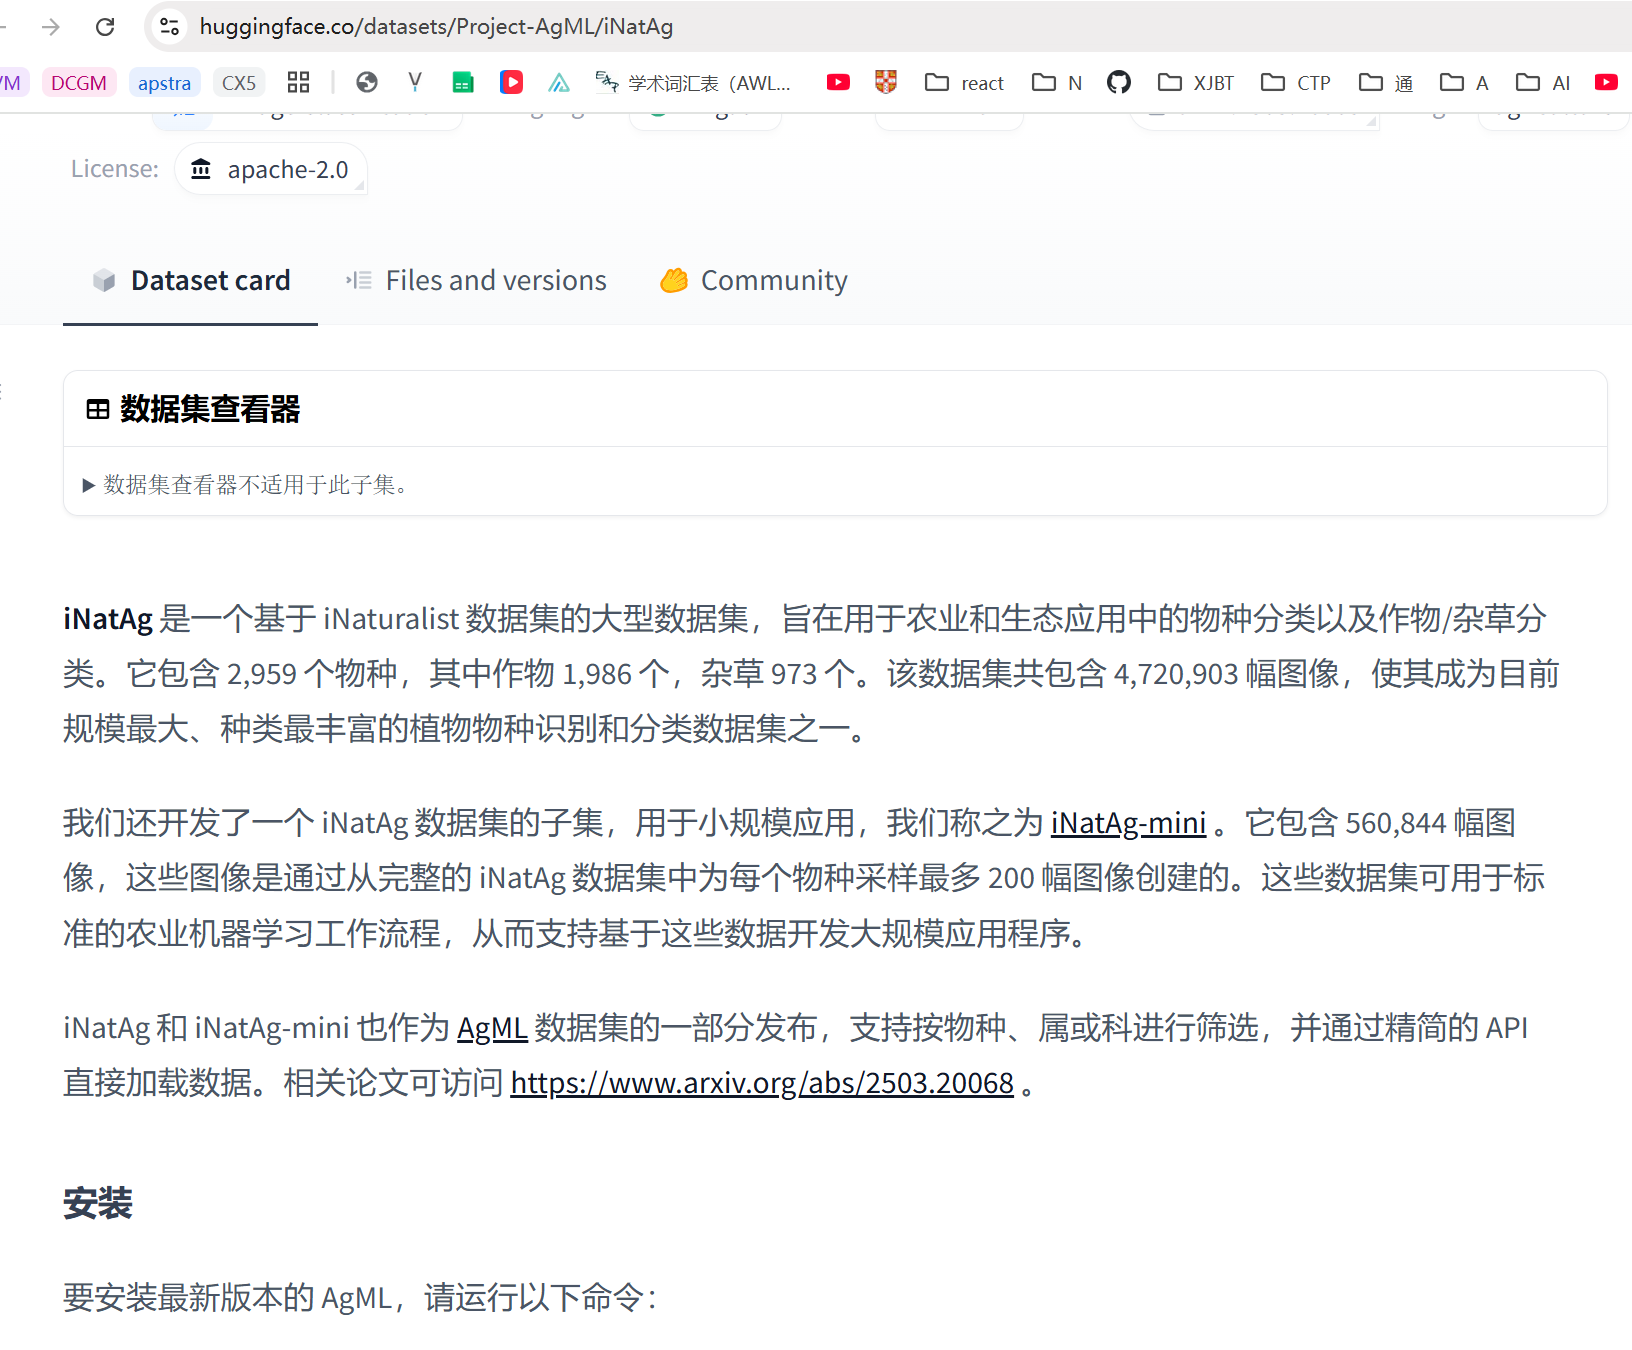 huggingface.co/datasets/Project-AgML/iNatAg
DCGM apstra CX5 学术词汇表（AWL... react N XJBT CTP 通 A AI
License: apache-2.0
Dataset card Files and versions Community
数据集查看器
数据集查看器不适用于此子集。
iNatAg 是一个基于 iNaturalist 数据集的大型数据集，旨在用于农业和生态应用中的物种分类以及作物/杂草分
类。它包含 2,959 个物种，其中作物 1,986 个，杂草 973 个。该数据集共包含 4,720,903 幅图像，使其成为目前
规模最大、种类最丰富的植物物种识别和分类数据集之一。
我们还开发了一个 iNatAg 数据集的子集，用于小规模应用，我们称之为 iNatAg-mini 。它包含 560,844 幅图
像，这些图像是通过从完整的 iNatAg 数据集中为每个物种采样最多 200 幅图像创建的。这些数据集可用于标
准的农业机器学习工作流程，从而支持基于这些数据开发大规模应用程序。
iNatAg 和 iNatAg-mini 也作为 AgML 数据集的一部分发布，支持按物种、属或科进行筛选，并通过精简的 API
直接加载数据。相关论文可访问 https://www.arxiv.org/abs/2503.20068 。
安装
要安装最新版本的 AgML，请运行以下命令：